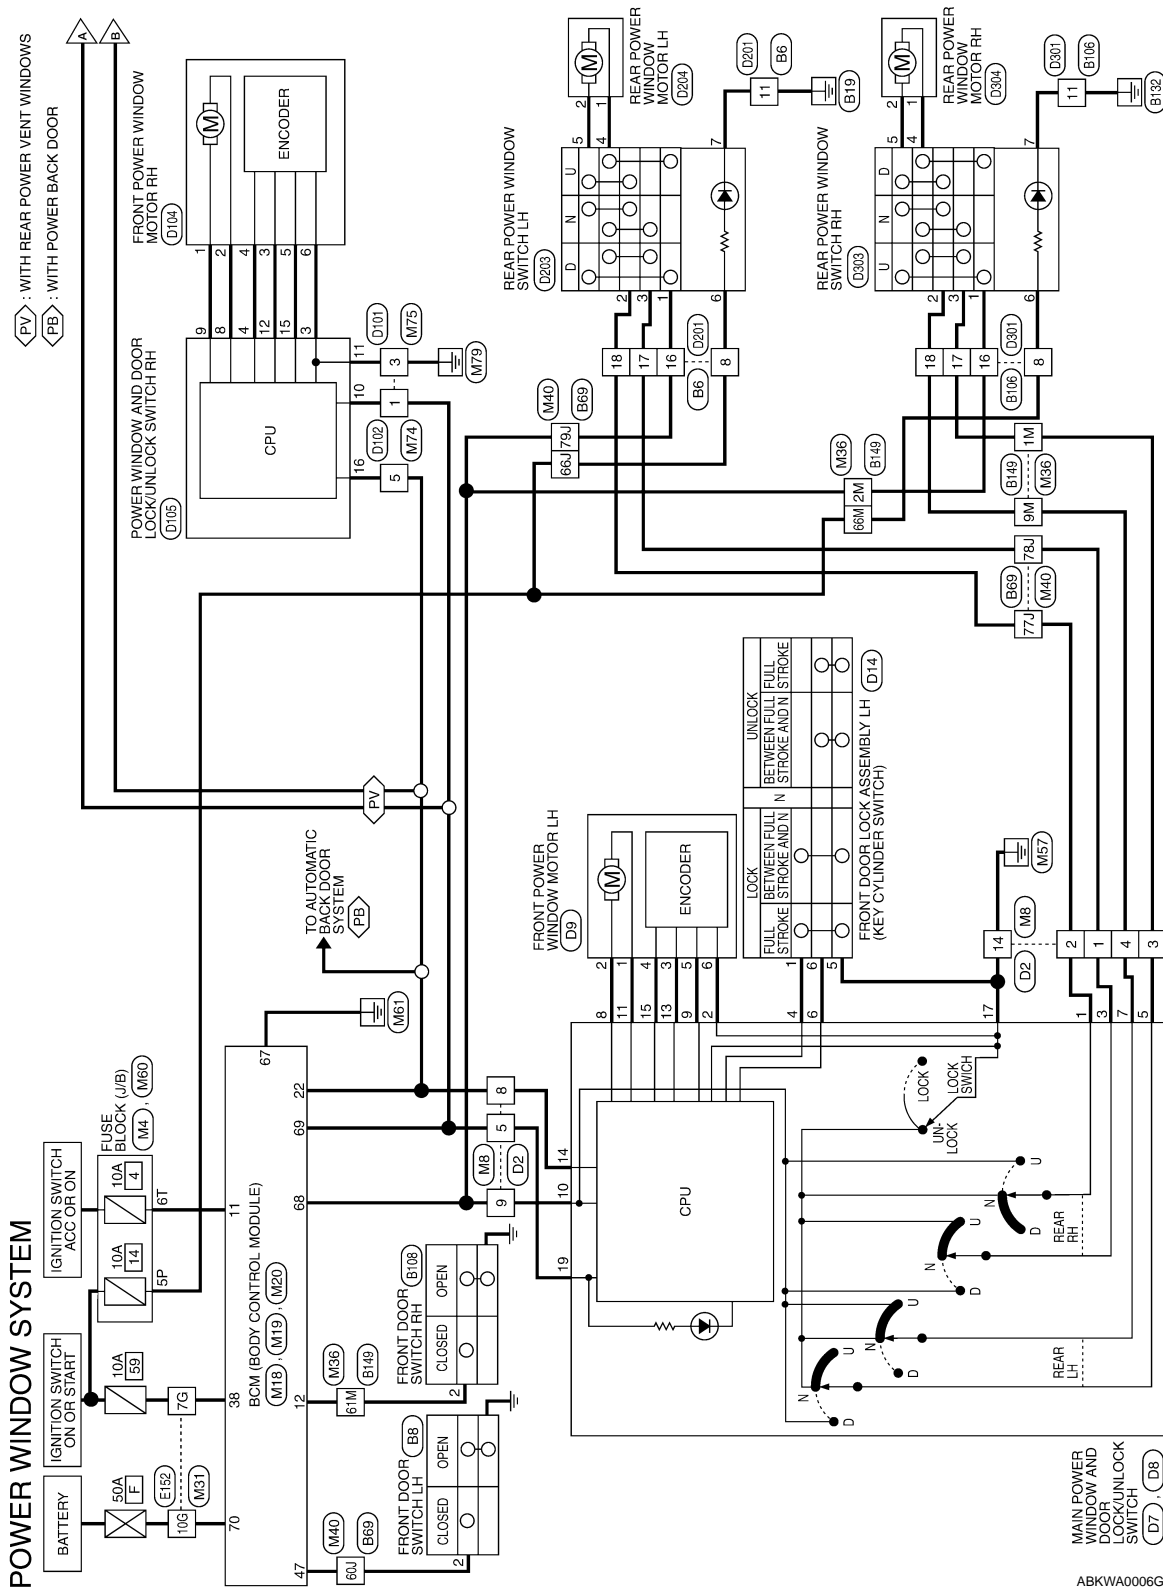 POWER WINDOW SYSTEM
BATTERY
IGNITION SWITCH
ON OR START
IGNITION SWITCH
ACC OR ON
50A
F
10A
59
10A
14
10A
4
FUSE
BLOCK (J/B)
M4 , M60
E152
M31
10G
7G
5P
6T
70
38
11
67
M61
BCM (BODY CONTROL MODULE)
M18 , M19 , M20
47
12
68
69
22
M40
60J
B69
M36
61M
B149
FRONT DOOR
SWITCH LH
B8
CLOSED
OPEN
2
FRONT DOOR
SWITCH RH
B108
CLOSED
OPEN
2
M8
D2
9
5
8
TO AUTOMATIC
BACK DOOR
SYSTEM
PB
PV
PV : WITH REAR POWER VENT WINDOWS
PB : WITH POWER BACK DOOR
A
B
POWER WINDOW AND DOOR
LOCK/UNLOCK SWITCH RH
D105
CPU
9
8
4
12
15
3
16
10
11
D102
M74
5
1
3
D101
M75
M79
FRONT POWER WINDOW
MOTOR RH
D104
1
2
4
3
5
6
M
ENCODER
FRONT POWER
WINDOW MOTOR LH
D9
M
ENCODER
2
1
4
3
5
6
8
11
15
13
9
2
LOCK
N
UNLOCK
FULL
STROKE
BETWEEN FULL
STROKE AND N
BETWEEN FULL
STROKE AND N
FULL
STROKE
1
6
5
4
6
17
FRONT DOOR LOCK ASSEMBLY LH
(KEY CYLINDER SWITCH)
D14
M57
14
D2
M8
2
1
4
3
1
3
7
5
MAIN POWER
WINDOW AND
DOOR
LOCK/UNLOCK
SWITCH
D7 , D8
19
10
14
CPU
UN-
LOCK
LOCK
LOCK
SWICH
D
N
U
D
N
U
REAR
LH
D
N
U
D
N
U
REAR
RH
M40
B69
66J
79J
M36
B149
66M
2M
B69
M40
77J
78J
B149
M36
9M
1M
REAR POWER WINDOW
SWITCH LH
D203
D
N
U
2
3
1
6
5
4
7
18
17
16
8
B6
D201
REAR POWER
WINDOW
MOTOR LH
D204
M
2
1
11
D201
B6
B19
REAR POWER WINDOW
SWITCH RH
D303
U
N
D
2
3
1
6
5
4
7
18
17
16
8
B106
D301
REAR POWER
WINDOW
MOTOR RH
D304
M
2
1
11
D301
B106
B132
ABKWA0006G